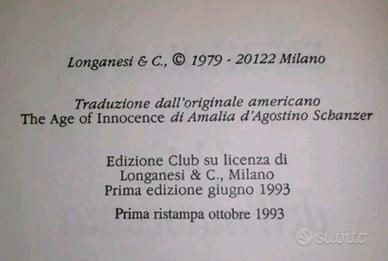 Longanesi & C., © 1979 - 20122 Milano
Traduzione dall'originale americano
The Age of Innocence di Amalia d'Agostino Schanzer
Edizione Club su licenza di
Longanesi & C., Milano
Prima edizione giugno 1993
Prima ristampa ottobre 1993
subito